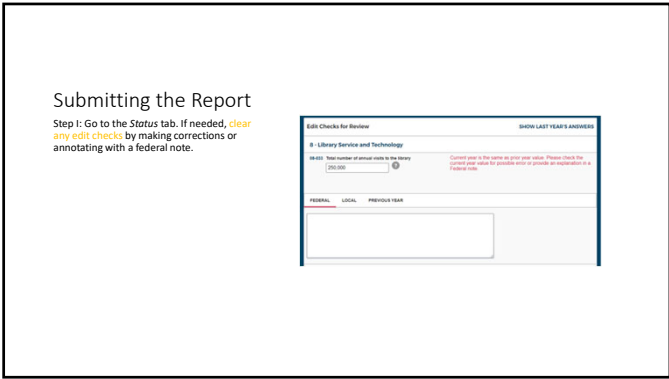 Submitting the Report
Step I: Go to the Status tab. If needed, clear
any edit checks by making corrections or
annotating with a federal note.
Edit Checks for Review
SHOW LAST YEAR'S ANSWERS
8 - Library Service and Technology
Total number of annual visits to the library
250,000
?
Current year is the same as prior year value. Please check the
current year value for possible error or provide an explanation in a
Federal note.
FEDERAL LOCAL PREVIOUS YEAR